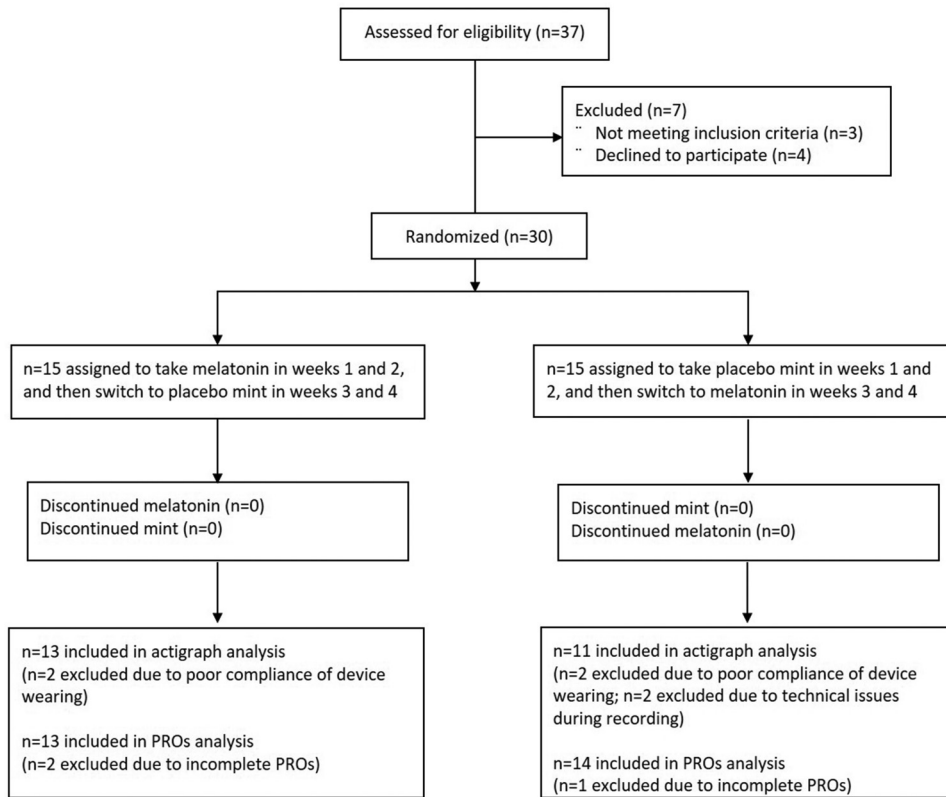 Assessed for eligibility (n=37)
Excluded (n=7)
¨ Not meeting inclusion criteria (n=3)
¨ Declined to participate (n=4)
Randomized (n=30)
n=15 assigned to take melatonin in weeks 1 and 2,
and then switch to placebo mint in weeks 3 and 4
n=15 assigned to take placebo mint in weeks 1 and
2, and then switch to melatonin in weeks 3 and 4
Discontinued melatonin (n=0)
Discontinued mint (n=0)
Discontinued mint (n=0)
Discontinued melatonin (n=0)
n=13 included in actigraph analysis
(n=2 excluded due to poor compliance of device
wearing)
n=13 included in PROs analysis
(n=2 excluded due to incomplete PROs)
n=11 included in actigraph analysis
(n=2 excluded due to poor compliance of device
wearing; n=2 excluded due to technical issues
during recording)
n=14 included in PROs analysis
(n=1 excluded due to incomplete PROs)